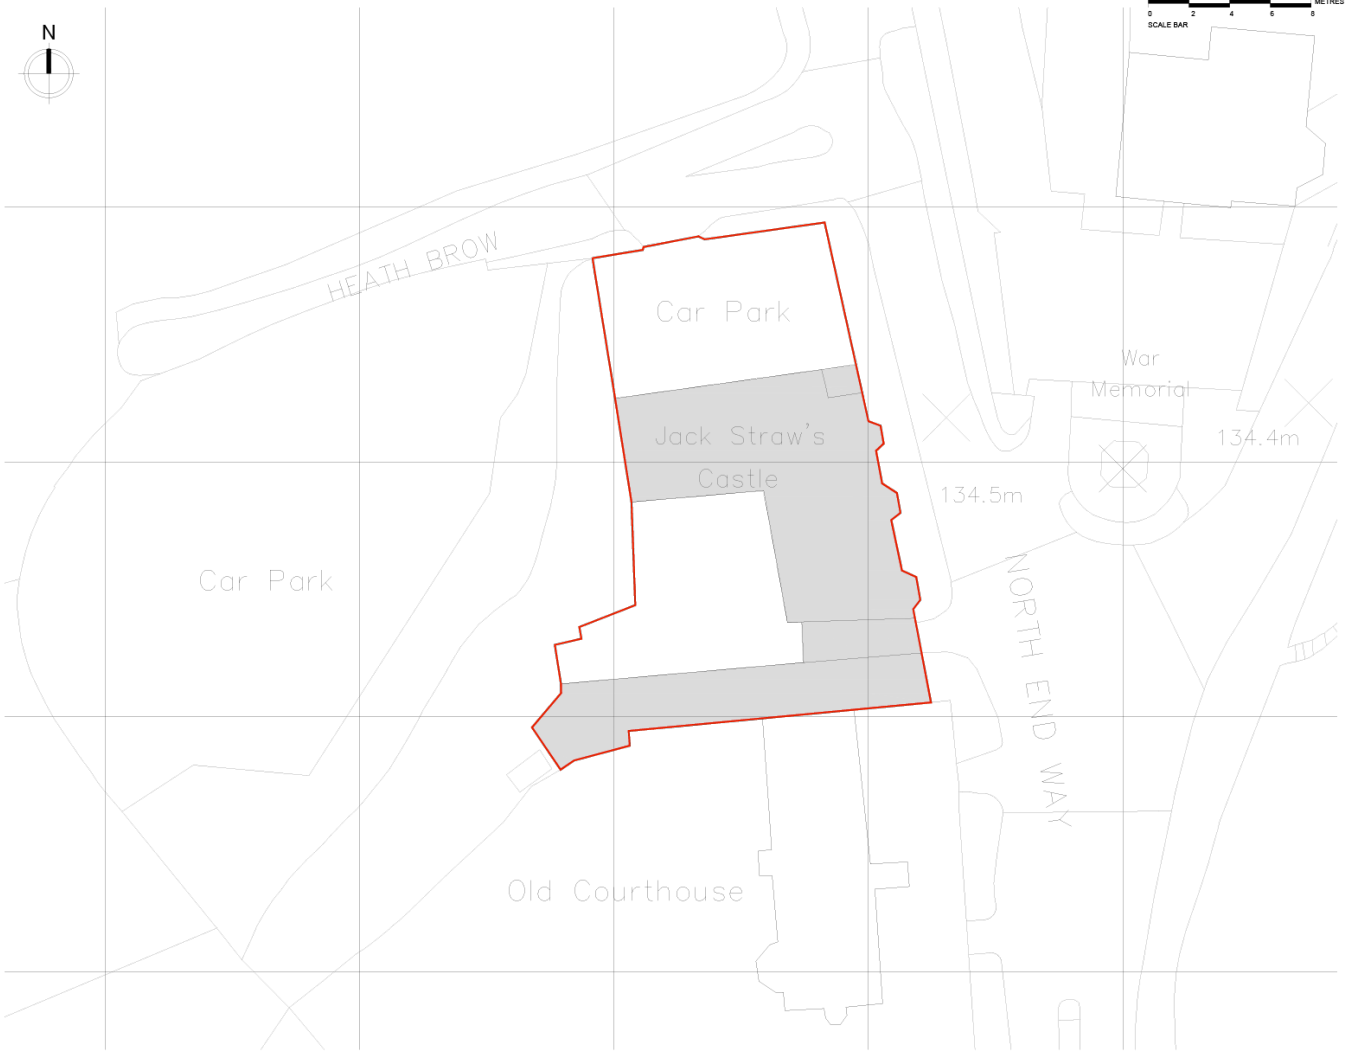 METRES
0 2 4 6 8
SCALE BAR
N
HEATH BROW
Car Park
War
Memorial
Jack Straw's
Castle
134.4m
134.5m
Car Park
NORTH END WAY
Old Courthouse